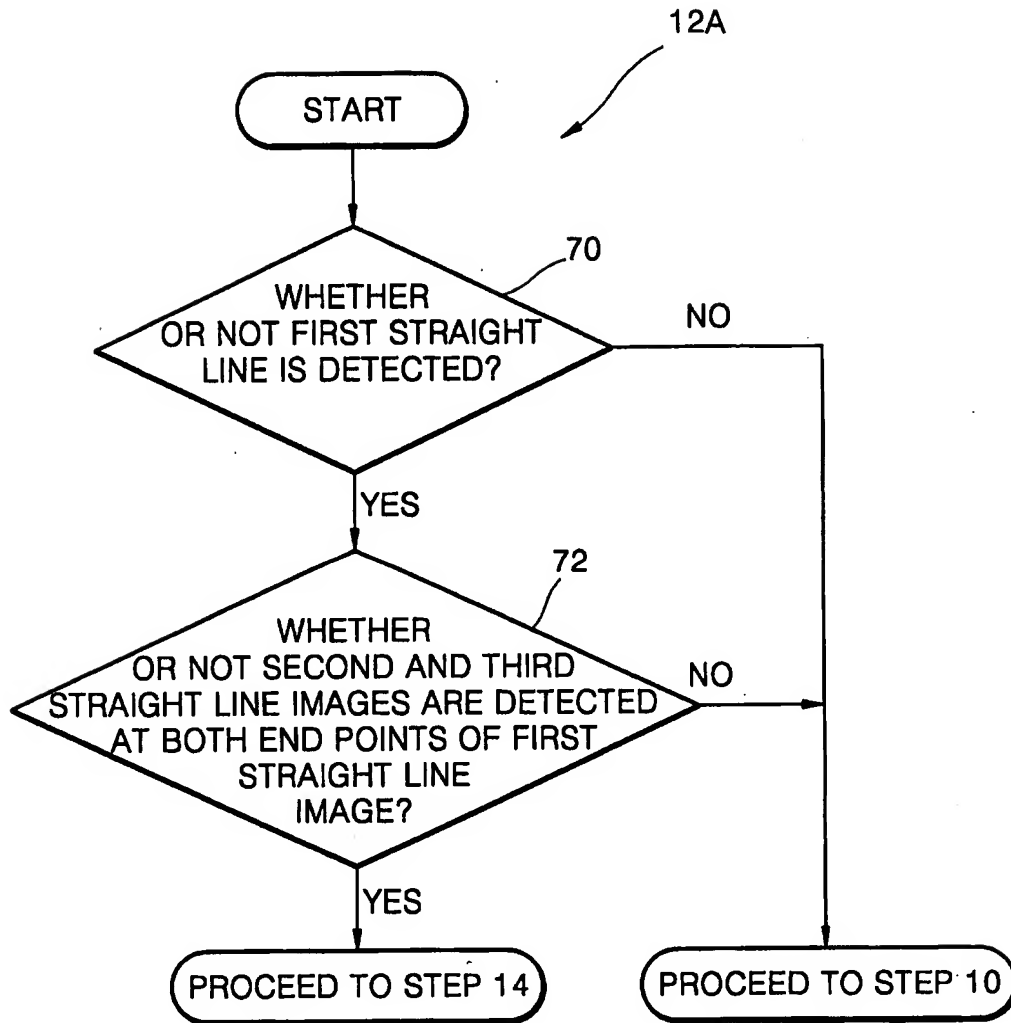 12A
START
70
WHETHER
OR NOT FIRST STRAIGHT
LINE IS DETECTED?
NO
YES
72
WHETHER
OR NOT SECOND AND THIRD
STRAIGHT LINE IMAGES ARE DETECTED
AT BOTH END POINTS OF FIRST
STRAIGHT LINE
IMAGE?
NO
YES
PROCEED TO STEP 14
PROCEED TO STEP 10